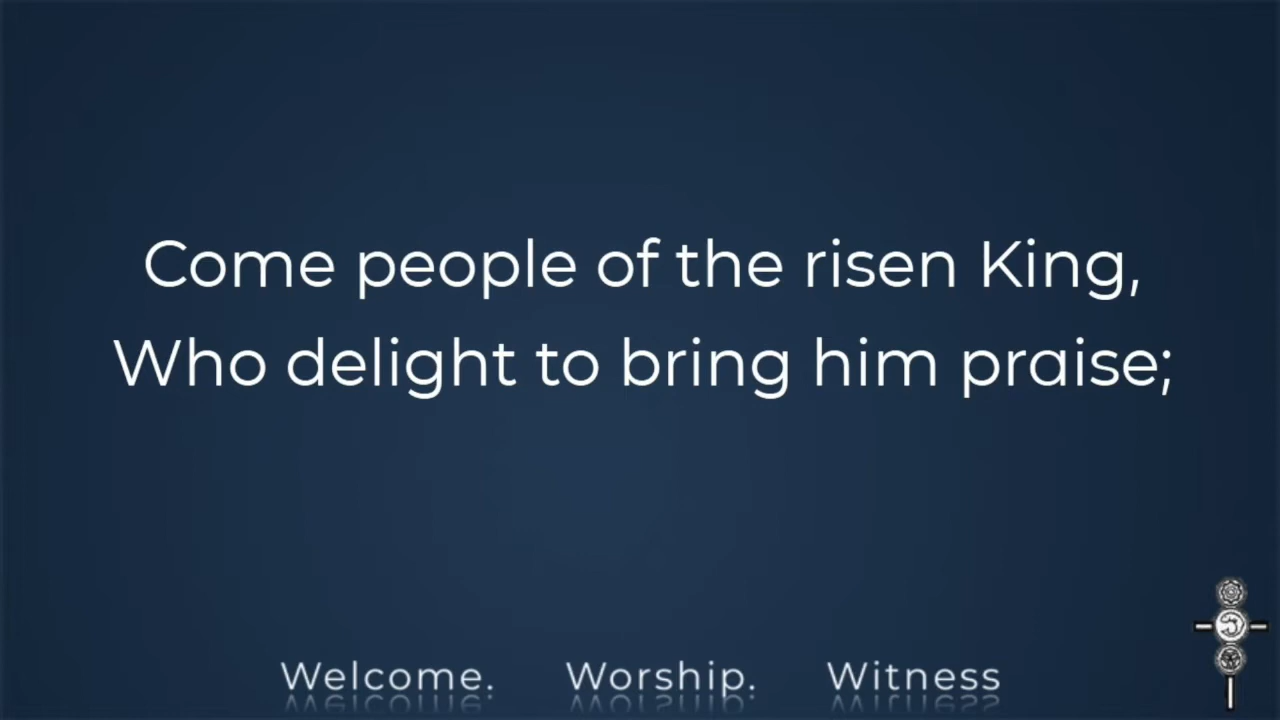 Come people of the risen King,
Who delight to bring him praise;
Welcome. Worship. Witness